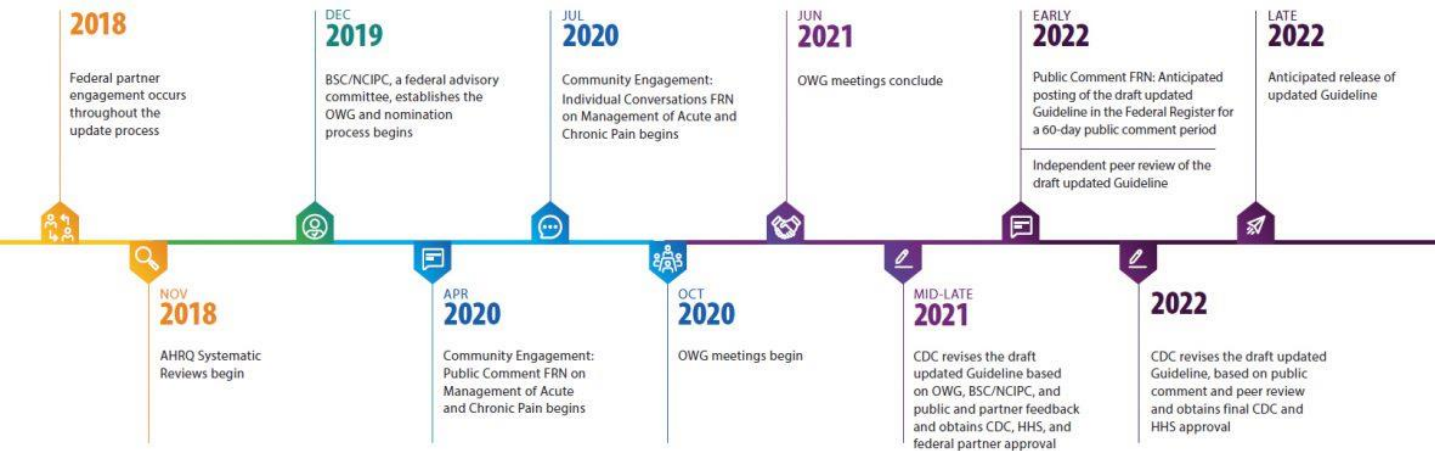 2018
Federal partner
engagement occurs
throughout the
update process
NOV
2018
AHRQ Systematic
Reviews begin
DEC
2019
BSC/NCIPC, a federal advisory
committee, establishes the
OWG and nomination
process begins
APR
2020
Community Engagement:
Public Comment FRN on
Management of Acute
and Chronic Pain begins
JUL
2020
Community Engagement:
Individual Conversations FRN
on Management of Acute and
Chronic Pain begins
OCT
2020
OWG meetings begin
JUN
2021
OWG meetings conclude
MID-LATE
2021
CDC revises the draft
updated Guideline based
on OWG, BSC/NCIPC, and
public and partner feedback
and obtains CDC, HHS, and
federal partner approval
EARLY
2022
Public Comment FRN: Anticipated
posting of the draft updated
Guideline in the Federal Register for
a 60-day public comment period
Independent peer review of the
draft updated Guideline
2022
CDC revises the draft updated
Guideline, based on public
comment and peer review
and obtains final CDC and
HHS approval
LATE
2022
Anticipated release of
updated Guideline